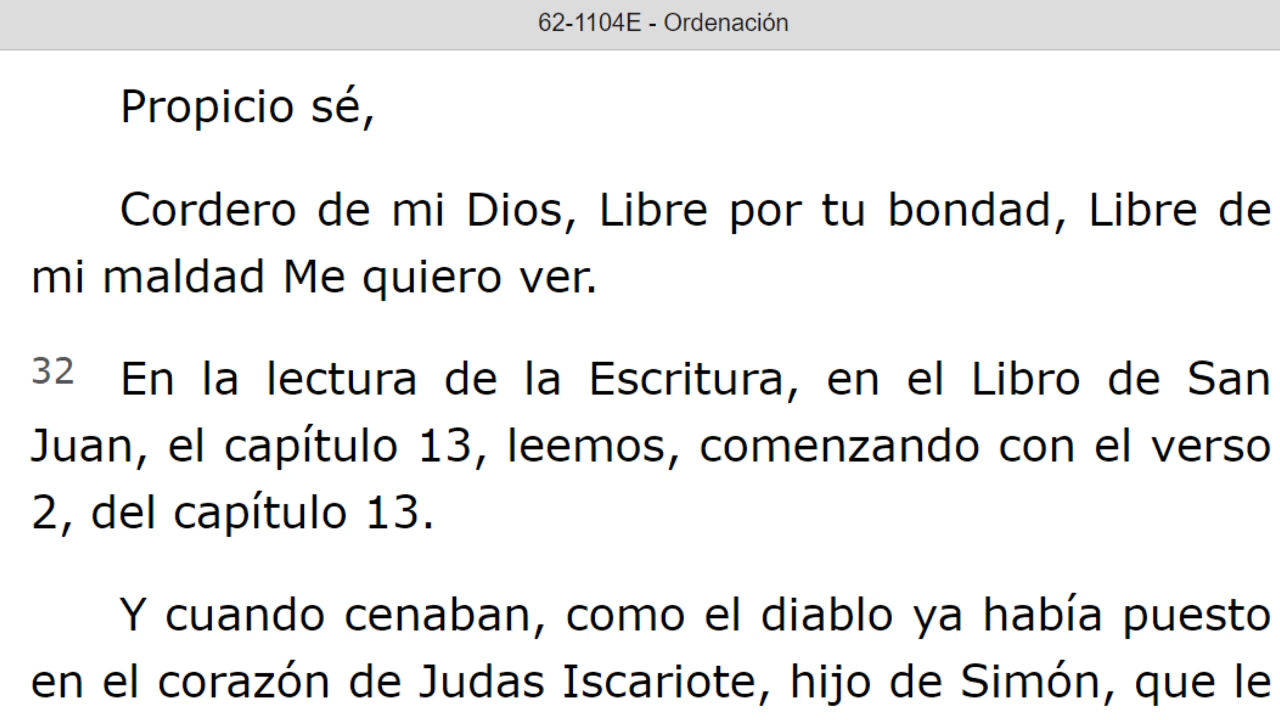 62-1104E - Ordenación
Propicio sé,
Cordero de mi Dios, Libre por tu bondad, Libre de
mi maldad Me quiero ver.
32 En la lectura de la Escritura, en el Libro de San
Juan, el capítulo 13, leemos, comenzando con el verso
2, del capítulo 13.
Y cuando cenaban, como el diablo ya había puesto
en el corazón de Judas Iscariote, hijo de Simón, que le